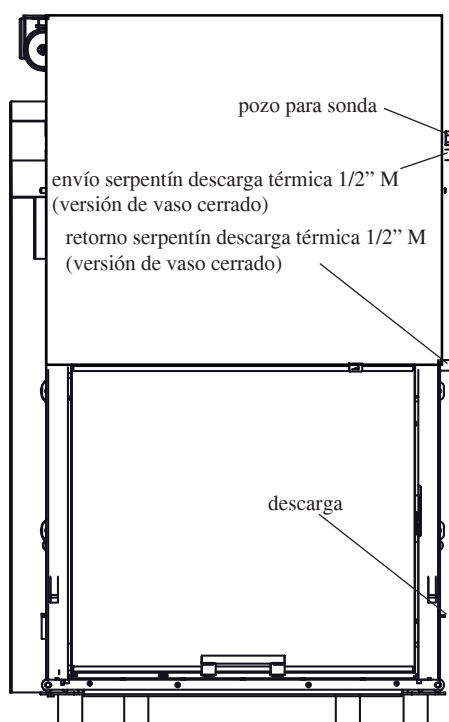 pozo para sonda
envío serpentín descarga térmica 1/2” M
(versión de vaso cerrado)
retorno serpentín descarga térmica 1/2” M
(versión de vaso cerrado)
descarga